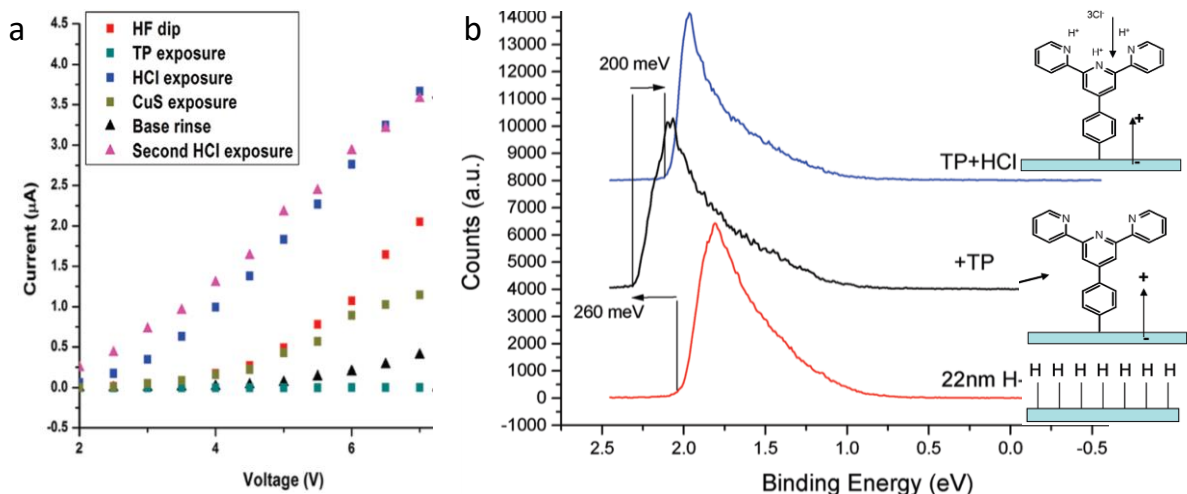 a
4.5
4.0
3.5
3.0
2.5
2.0
1.5
1.0
0.5
0.0
-0.5
Current (µA)
HF dip
TP exposure
HCl exposure
CuS exposure
Base rinse
Second HCl exposure
2
4
6
Voltage (V)
b
14000
13000
12000
11000
10000
9000
8000
7000
6000
5000
4000
3000
2000
1000
0
-1000
Counts (a.u.)
200 meV
260 meV
TP+HCl
+TP
22nm H-
2.5
2.0
1.5
1.0
0.5
0.0
-0.5
Binding Energy (eV)
3Cl-
H+ H+
H+
N N N
+
-
N N N
+
-
H H H H H H H